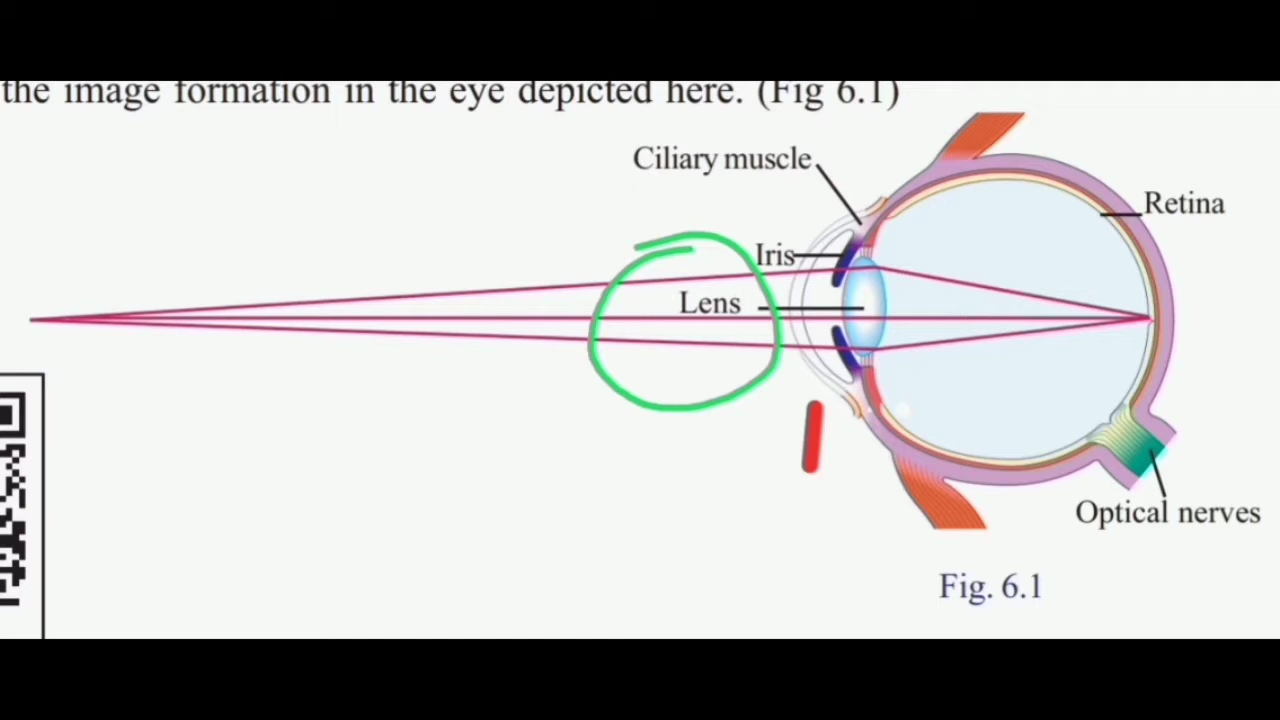 the image formation in the eye depicted here. (Fig 6.1)
Ciliary muscle
Retina
Iris
Lens
Optical nerves
Fig. 6.1